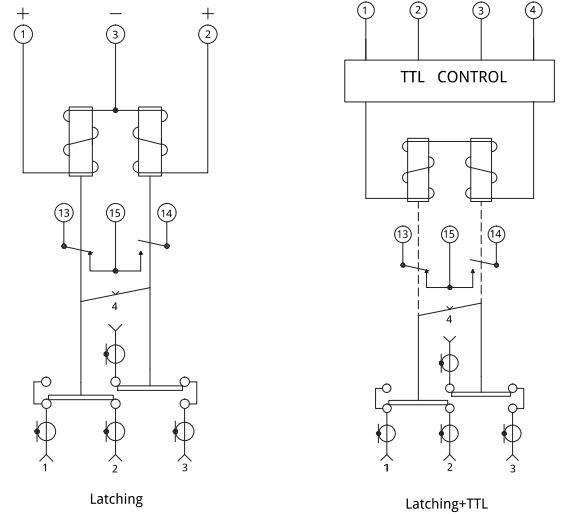 + − +
1 3 2
13 15 14
4
1 2 3
Latching
1 2 3 4
TTL CONTROL
13 15 14
4
1 2 3
Latching+TTL